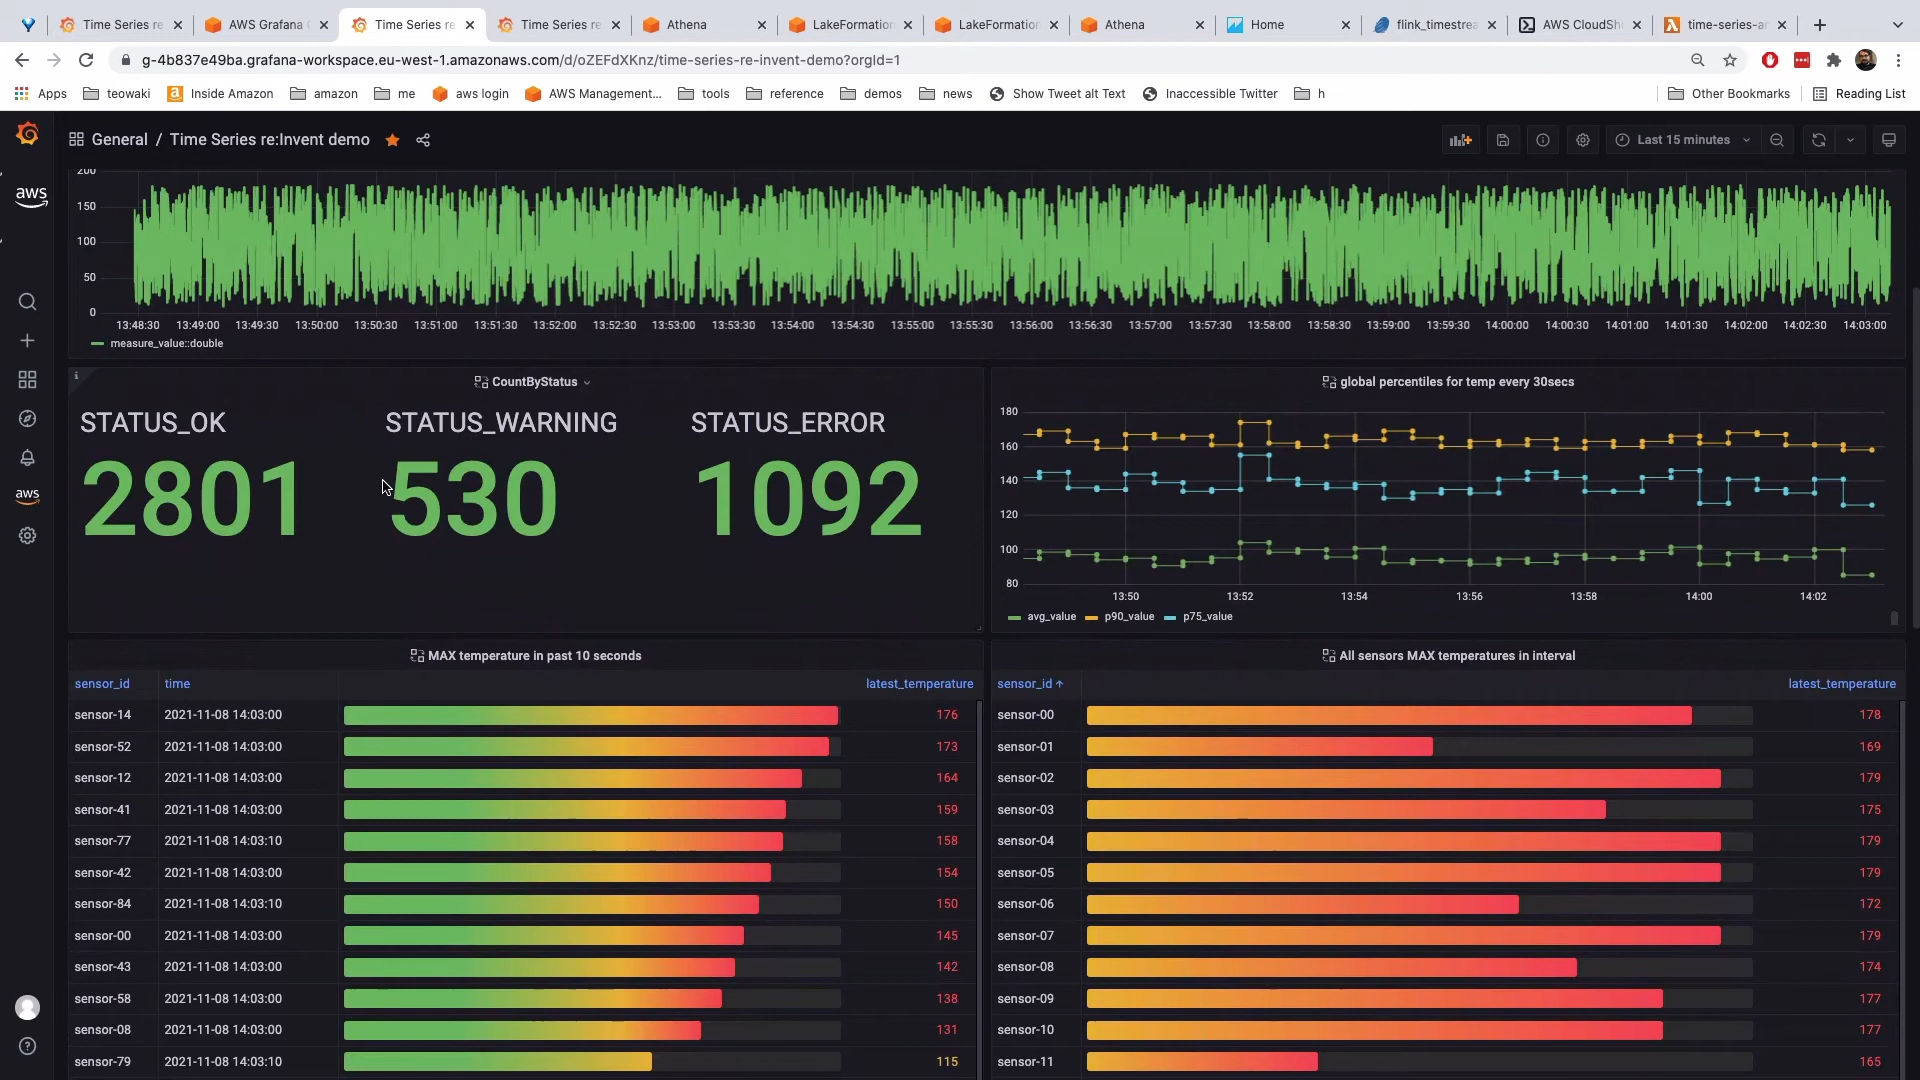 Time Series re
AWS Grafana
Time Series re
Time Series re
Athena
LakeFormation
LakeFormation
Athena
Home
flink_timestrea
AWS CloudSh
time-series-a
g-4b837e49ba.grafana-workspace.eu-west-1.amazonaws.com/d/oZEFdXKnz/time-series-re-invent-demo?orgId=1
Apps teowaki Inside Amazon amazon me aws login AWS Management... tools reference demos news Show Tweet alt Text Inaccessible Twitter h Other Bookmarks Reading List
General / Time Series re:Invent demo
Last 15 minutes
aws
aws
200
150
100
50
0
13:48:30 13:49:00 13:49:30 13:50:00 13:50:30 13:51:00 13:51:30 13:52:00 13:52:30 13:53:00 13:53:30 13:54:00 13:54:30 13:55:00 13:55:30 13:56:00 13:56:30 13:57:00 13:57:30 13:58:00 13:58:30 13:59:00 13:59:30 14:00:00 14:00:30 14:01:00 14:01:30 14:02:00 14:02:30 14:03:00
measure_value::double
i
CountByStatus
STATUS_OK STATUS_WARNING STATUS_ERROR
2801 530 1092
global percentiles for temp every 30secs
180
160
140
120
100
80
13:50 13:52 13:54 13:56 13:58 14:00 14:02
avg_value p90_value p75_value
MAX temperature in past 10 seconds
sensor_id time latest_temperature
sensor-14 2021-11-08 14:03:00 176
sensor-52 2021-11-08 14:03:00 173
sensor-12 2021-11-08 14:03:00 164
sensor-41 2021-11-08 14:03:00 159
sensor-77 2021-11-08 14:03:10 158
sensor-42 2021-11-08 14:03:00 154
sensor-84 2021-11-08 14:03:10 150
sensor-00 2021-11-08 14:03:00 145
sensor-43 2021-11-08 14:03:00 142
sensor-58 2021-11-08 14:03:00 138
sensor-08 2021-11-08 14:03:00 131
sensor-79 2021-11-08 14:03:10 115
All sensors MAX temperatures in interval
sensor_id ↑ latest_temperature
sensor-00 178
sensor-01 169
sensor-02 179
sensor-03 175
sensor-04 179
sensor-05 179
sensor-06 172
sensor-07 179
sensor-08 174
sensor-09 177
sensor-10 177
sensor-11 165